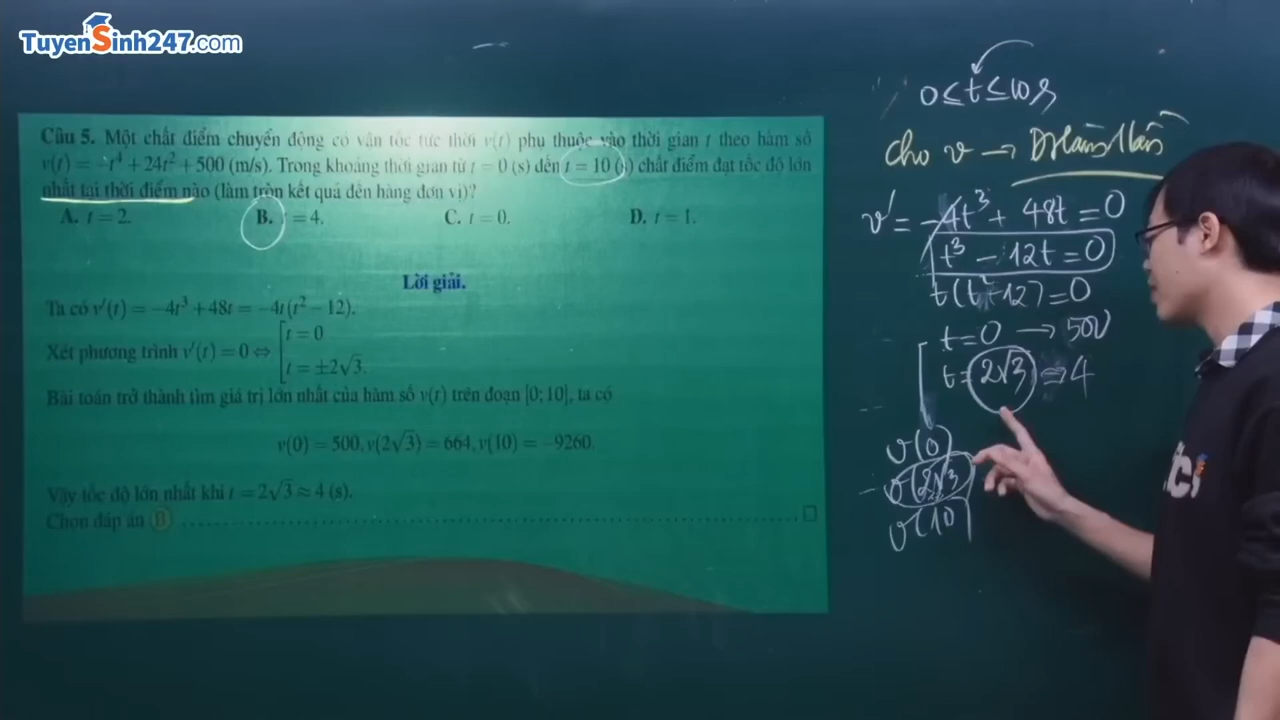 TuyenSinh247.com
Câu 5. Một chất điểm chuyển động có vận tốc tức thời v(t) phụ thuộc vào thời gian t theo hàm số
v(t) = −t⁴ + 24t² + 500 (m/s). Trong khoảng thời gian từ t = 0 (s) đến t = 10 (s) chất điểm đạt tốc độ lớn
nhất tại thời điểm nào (làm tròn kết quả đến hàng đơn vị)?
A. t = 2. B. = 4. C. t = 0. D. t = 1.
Lời giải.
Ta có v′(t) = −4t³ + 48t = −4t(t² − 12).
Xét phương trình v′(t) = 0 ⇔ [ t = 0
t = ±2√3.
Bài toán trở thành tìm giá trị lớn nhất của hàm số v(t) trên đoạn [0; 10], ta có
v(0) = 500, v(2√3) = 664, v(10) = −9260.
Vậy tốc độ lớn nhất khi t = 2√3 ≈ 4 (s).
Chọn đáp án B
0 ≤ t ≤ 10s
Cho v →
v' = −4t³ + 48t = 0
t³ − 12t = 0
t(t² − 12) = 0
t = 0 →
t = 2√3 ≈ 4
v(0)
v(2√3)
v(10)